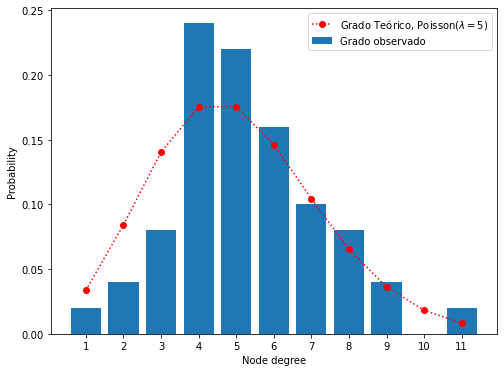 Grado Teórico, Poisson(λ = 5)
Grado observado
Probability
0.25
0.20
0.15
0.10
0.05
0.00
1 2 3 4 5 6 7 8 9 10 11
Node degree